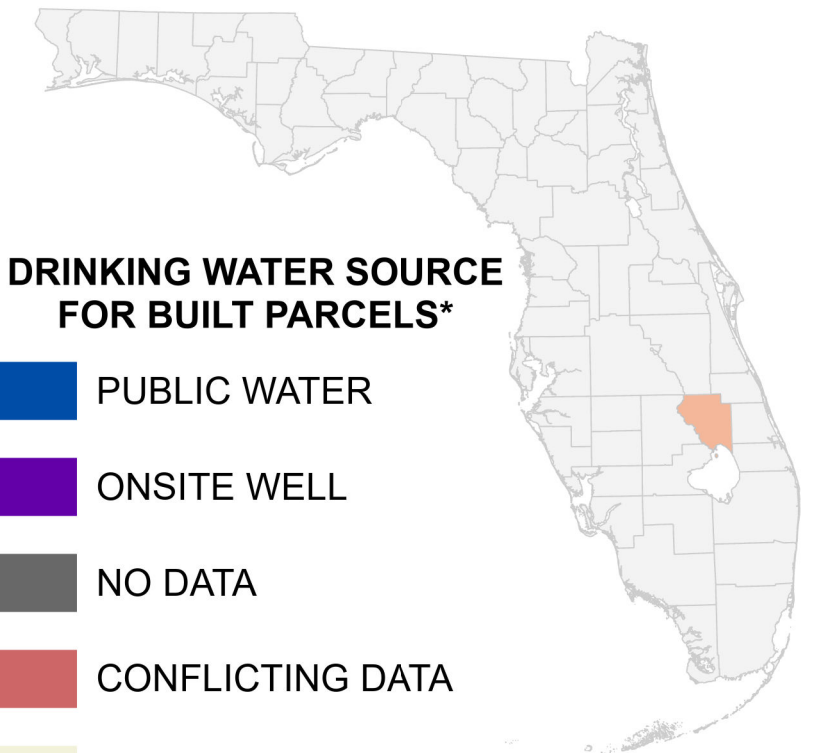 DRINKING WATER SOURCE
FOR BUILT PARCELS*
PUBLIC WATER
ONSITE WELL
NO DATA
CONFLICTING DATA